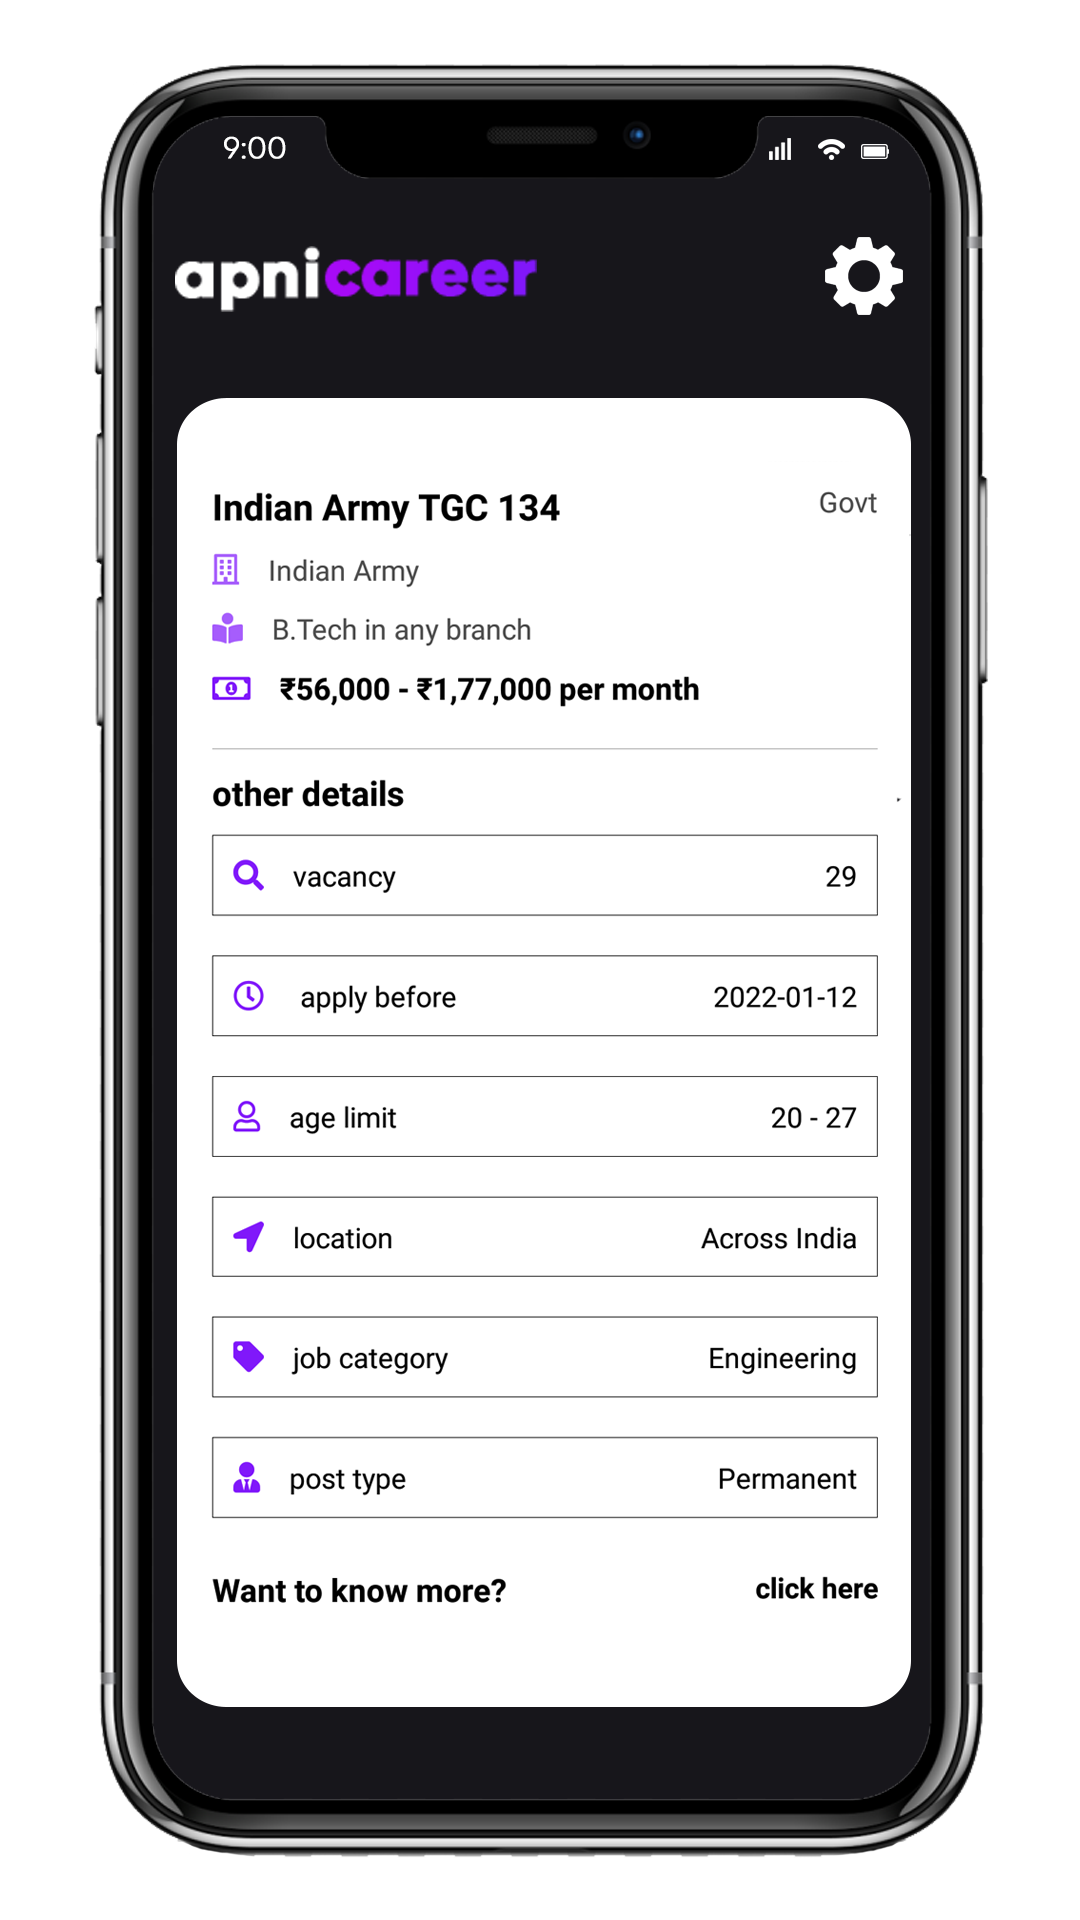 9:00
apnicareer
Indian Army TGC 134 Govt
Indian Army
B.Tech in any branch
₹56,000 - ₹1,77,000 per month
other details
vacancy 29
apply before 2022-01-12
age limit 20 - 27
location Across India
job category Engineering
post type Permanent
Want to know more? click here